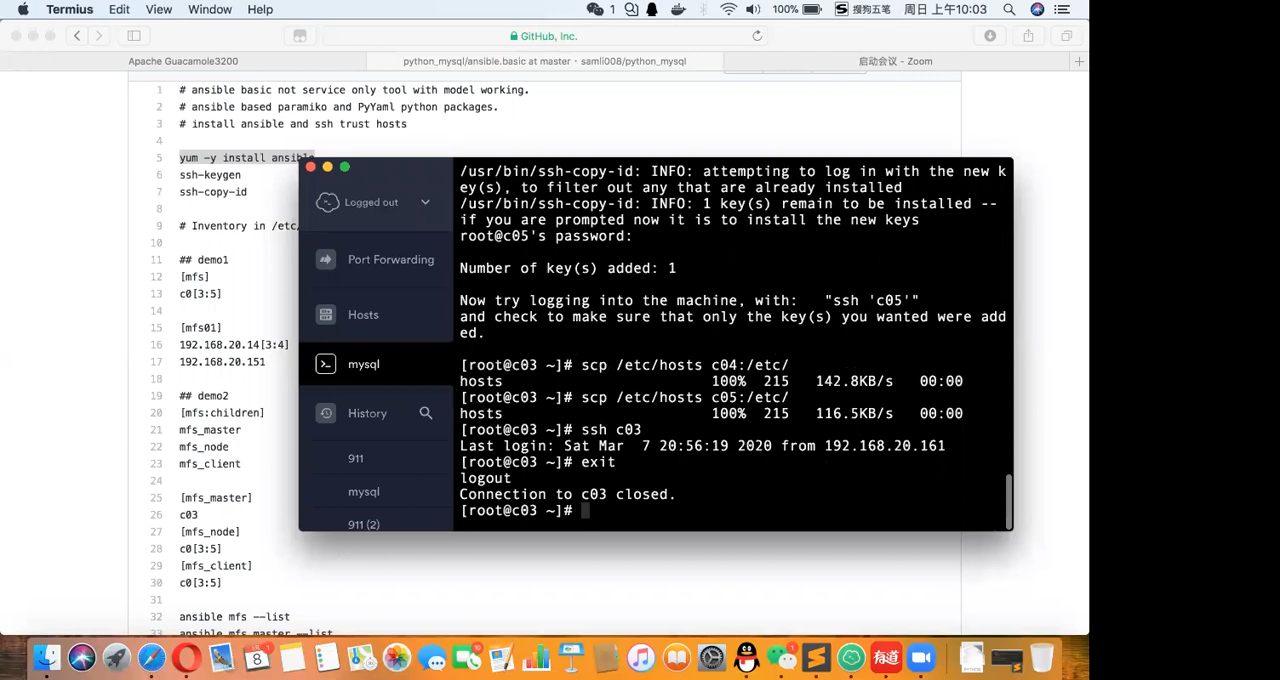 Termius Edit View Window Help 1 100% 搜狗五笔 周日 上午10:03
GitHub, Inc.
Apache Guacamole3200 python_mysql/ansible.basic at master · samli008/python_mysql 启动会议 - Zoom
1 # ansible basic not service only tool with model working.
2 # ansible based paramiko and PyYaml python packages.
3 # install ansible and ssh trust hosts
4
5 yum -y install ansible
6 ssh-keygen
7 ssh-copy-id
8
9 # Inventory in /etc/
10
11 ## demo1
12 [mfs]
13 c0[3:5]
14
15 [mfs01]
16 192.168.20.14[3:4]
17 192.168.20.151
18
19 ## demo2
20 [mfs:children]
21 mfs_master
22 mfs_node
23 mfs_client
24
25 [mfs_master]
26 c03
27 [mfs_node]
28 c0[3:5]
29 [mfs_client]
30 c0[3:5]
31
32 ansible mfs --list
33 ansible mfs_master --list
Logged out
Port Forwarding
Hosts
mysql
History
911
mysql
911 (2)
/usr/bin/ssh-copy-id: INFO: attempting to log in with the new k
ey(s), to filter out any that are already installed
/usr/bin/ssh-copy-id: INFO: 1 key(s) remain to be installed --
if you are prompted now it is to install the new keys
root@c05's password:
Number of key(s) added: 1
Now try logging into the machine, with: "ssh 'c05'"
and check to make sure that only the key(s) you wanted were add
ed.
[root@c03 ~]# scp /etc/hosts c04:/etc/
hosts 100% 215 142.8KB/s 00:00
[root@c03 ~]# scp /etc/hosts c05:/etc/
hosts 100% 215 116.5KB/s 00:00
[root@c03 ~]# ssh c03
Last login: Sat Mar 7 20:56:19 2020 from 192.168.20.161
[root@c03 ~]# exit
logout
Connection to c03 closed.
[root@c03 ~]#
8
有道